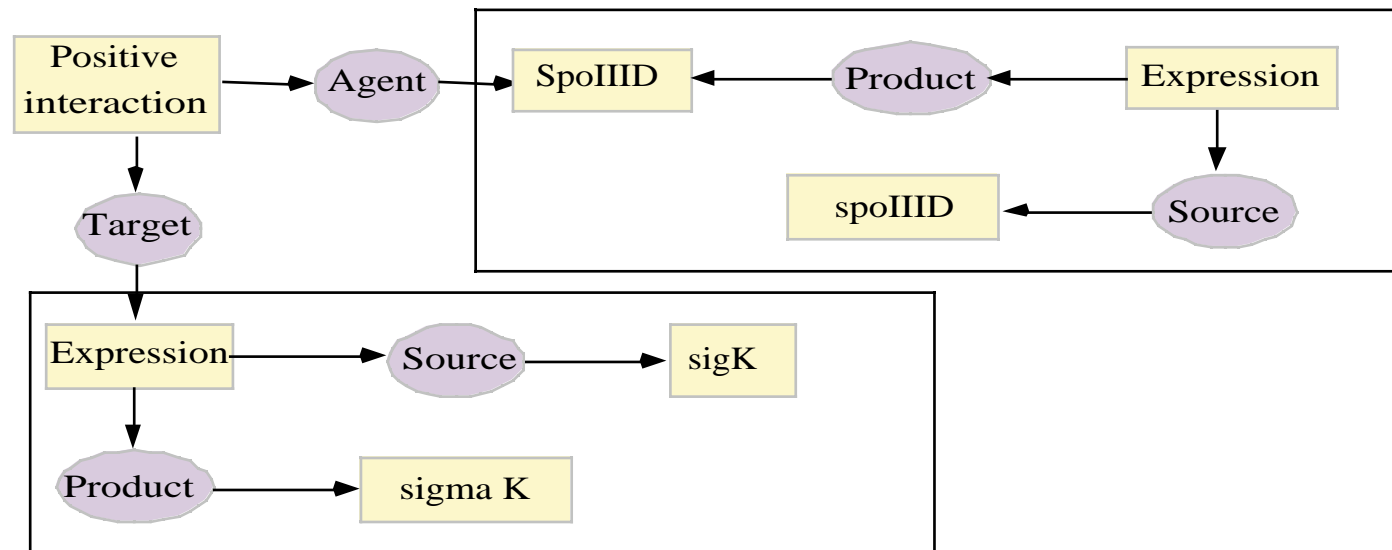 Positive
interaction
Agent
SpoIIID
Product
Expression
spoIIID
Source
Target
Expression
Source
sigK
Product
sigma K